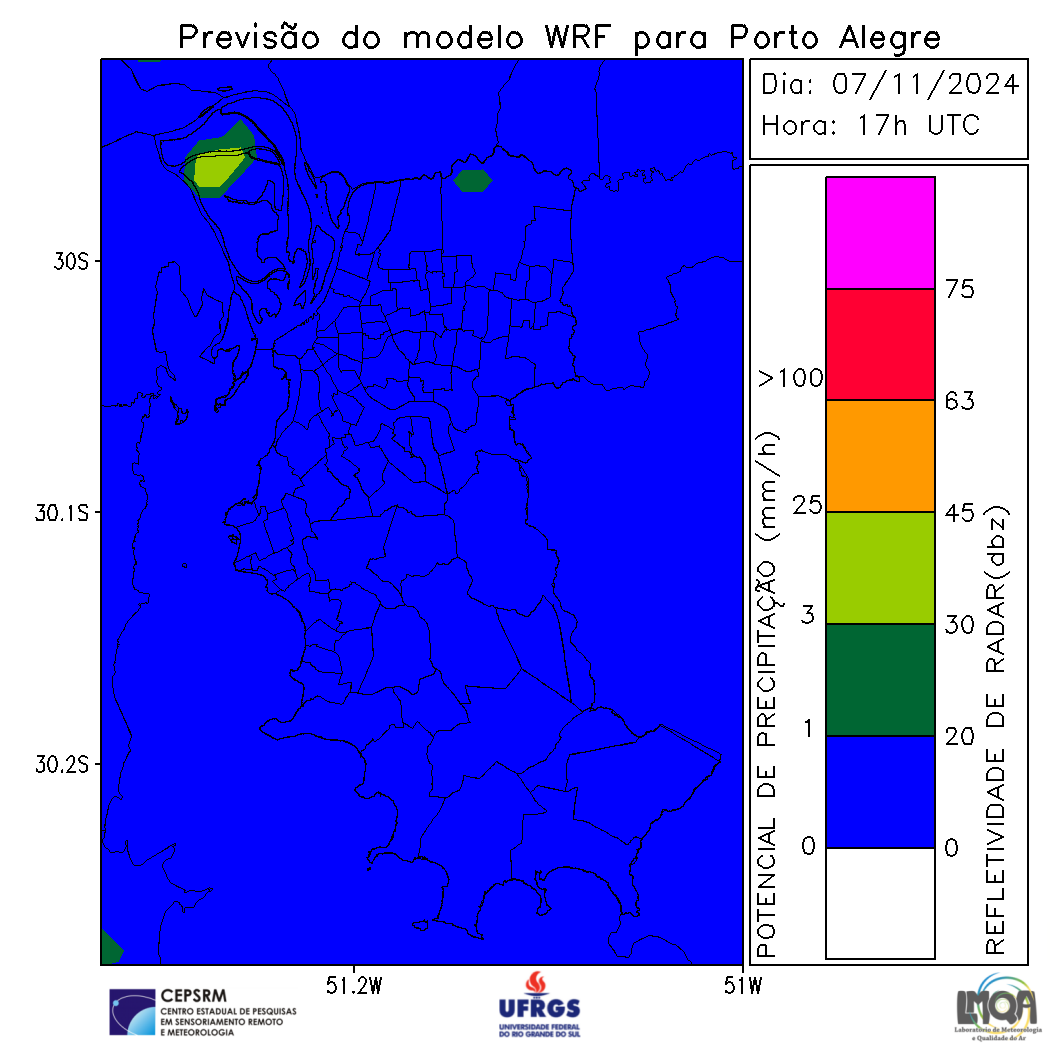 Previsão do modelo WRF para Porto Alegre
Dia: 07/11/2024
Hora: 17h UTC
30S
30.1S
30.2S
51.2W
51W
POTENCIAL DE PRECIPITAÇÃO (mm/h)
>100
25
3
1
0
75
63
45
30
20
0
REFLETIVIDADE DE RADAR(dbz)
CEPSRM
CENTRO ESTADUAL DE PESQUISAS
EM SENSORIAMENTO REMOTO
E METEOROLOGIA
UFRGS
UNIVERSIDADE FEDERAL
DO RIO GRANDE DO SUL
LMQA
Laboratório de Meteorologia
e Qualidade do Ar